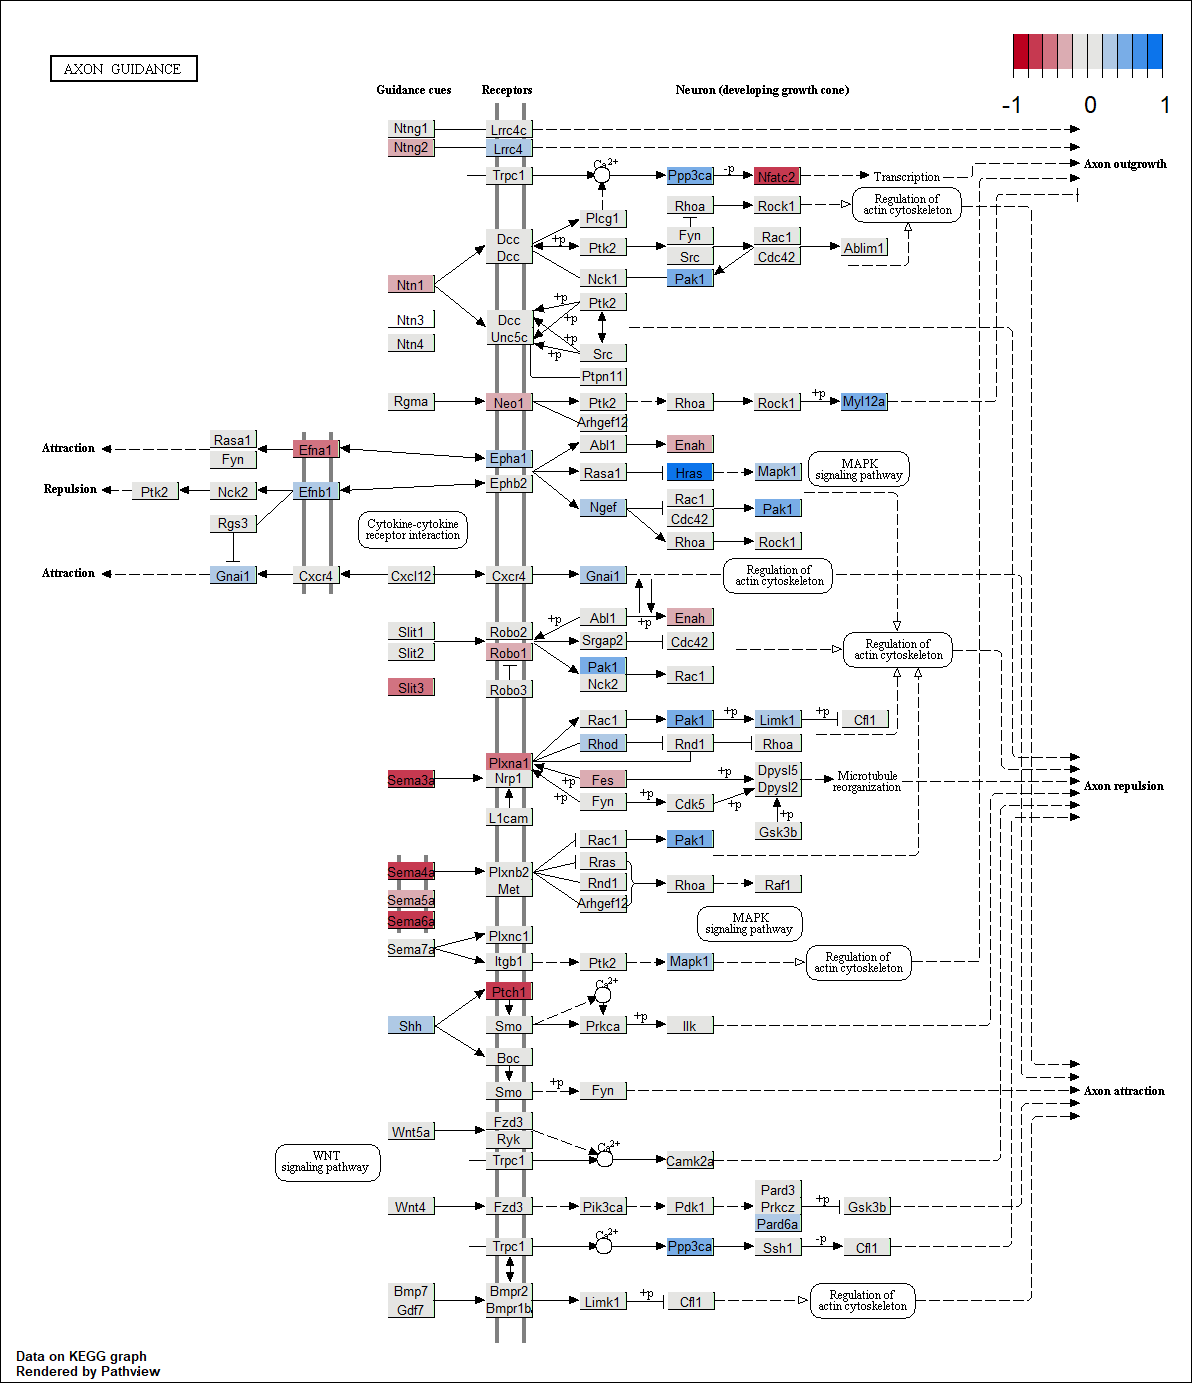 AXON GUIDANCE
-1 0 1
Guidance cues Receptors Neuron (developing growth cone)
Ntng1 Lrrc4c
Ntng2 Lrrc4
Axon outgrowth
Trpc1 Ca2+ Ppp3ca -p Nfatc2 Transcription
Rhoa Rock1 Regulation of
actin cytoskeleton
Plcg1
Dcc +p Ptk2 Fyn Rac1 Ablim1
Dcc Src Cdc42
Ntn1 Nck1 Pak1
Ptk2 +p
Ntn3 Dcc +p
Ntn4 Unc5c +p
+p Src
Ptpn11
Rgma Neo1 Ptk2 Rhoa Rock1 +p Myl12a
Arhgef12
Attraction Rasa1 Efna1 Epha1 Abl1 Enah
Fyn
MAPK
signaling pathway
Rasa1 Hras Mapk1
Repulsion Ptk2 Nck2 Efnb1 Ephb2
Ngef Rac1 Pak1
Cdc42
Rgs3 Cytokine-cytokine
receptor interaction
Rhoa Rock1
Attraction Gnai1 Cxcr4 Cxcl12 Cxcr4 Gnai1 Regulation of
actin cytoskeleton
Slit1 Robo2 +p Abl1 +p Enah
Slit2 Robo1 Srgap2 Cdc42
Regulation of
actin cytoskeleton
Pak1 Rac1
Nck2
Slit3 Robo3
Rac1 Pak1 +p Limk1 +p Cfl1
Rhod Rnd1 Rhoa
Plxna1
Sema3a Nrp1 Fes +p Dpysl5 Microtubule
reorganization
Axon repulsion
+p Fyn +p Cdk5 +p Dpysl2
+p
L1cam Gsk3b
Rac1 Pak1
Sema4a Plxnb2 Rras
Met Rnd1 Rhoa Raf1
Sema5a Arhgef12
Sema6a
MAPK
signaling pathway
Plxnc1
Sema7a Itgb1 Ptk2 Mapk1 Regulation of
actin cytoskeleton
Ptch1 Ca2+
Shh Smo Prkca +p Ilk
Boc
Smo +p Fyn Axon attraction
Wnt5a Fzd3
Ryk
WNT
signaling pathway
Trpc1 Ca2+ Camk2a
Pard3
Wnt4 Fzd3 Pik3ca Pdk1 Prkcz +p Gsk3b
Pard6a
Trpc1 Ca2+ Ppp3ca Ssh1 -p Cfl1
Bmp7 Bmpr2
Gdf7 Bmpr1b Limk1 +p Cfl1 Regulation of
actin cytoskeleton
Data on KEGG graph
Rendered by Pathview